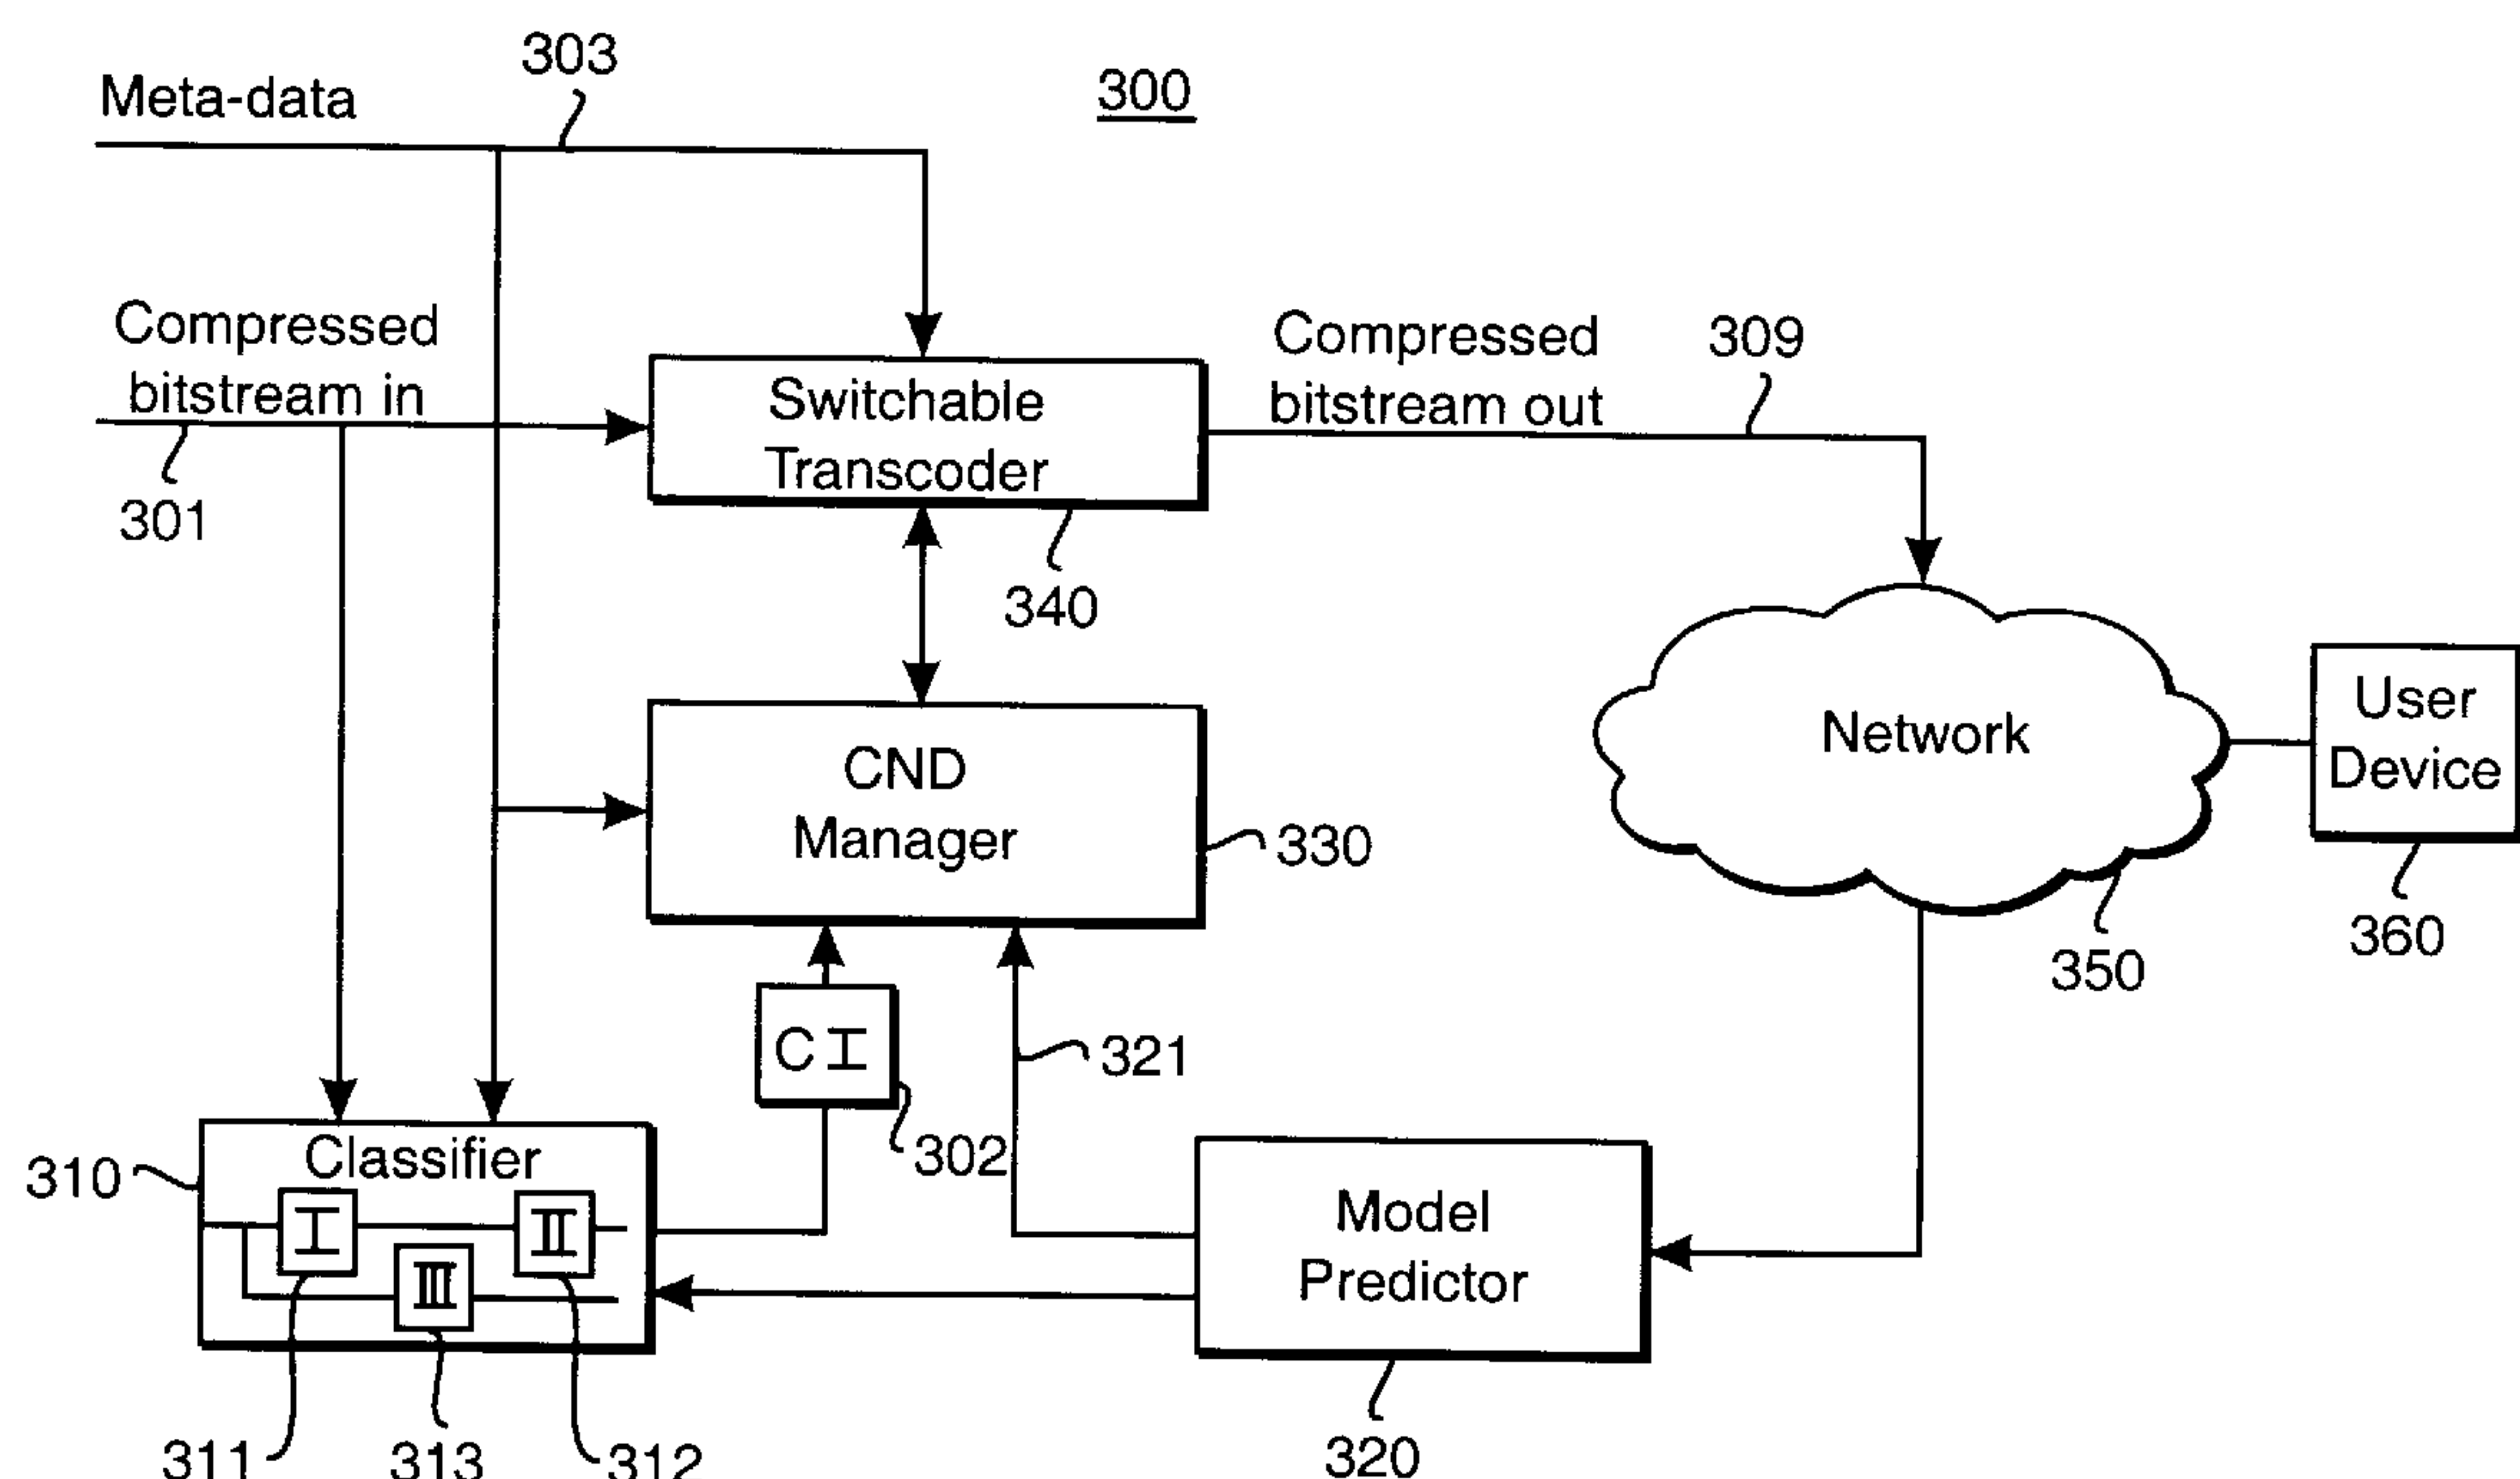 303
Meta-data
300
Compressed
bitstream in
301
Switchable
Transcoder
340
Compressed
bitstream out
309
CND
Manager
330
Network
350
User
Device
360
C I
302
321
Classifier
310
I
II
III
311
313
312
Model
Predictor
320